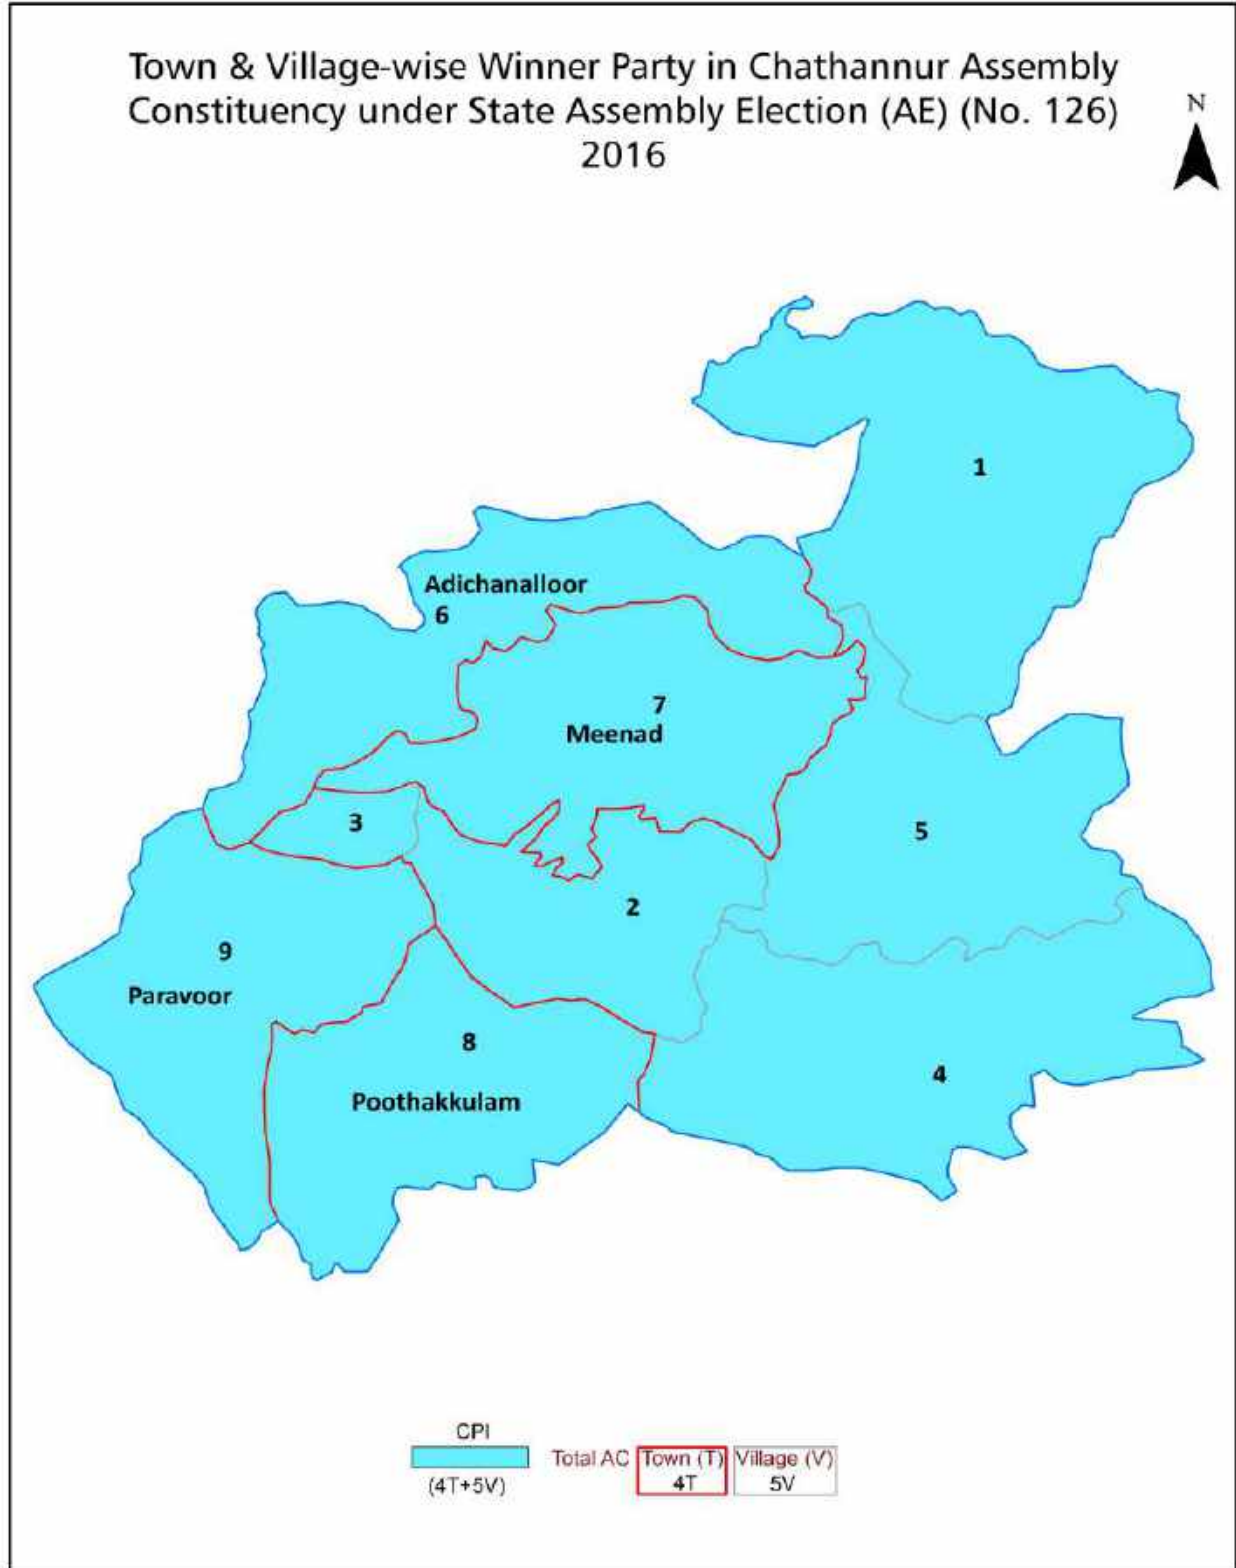 Town & Village-wise Winner Party in Chathannur Assembly
Constituency under State Assembly Election (AE) (No. 126)
2016
N
1
Adichanalloor
6
7
Meenad
3
5
2
9
Paravoor
8
4
Poothakkulam
CPI
(4T+5V)
Total AC
Town (T)
4T
Village (V)
5V